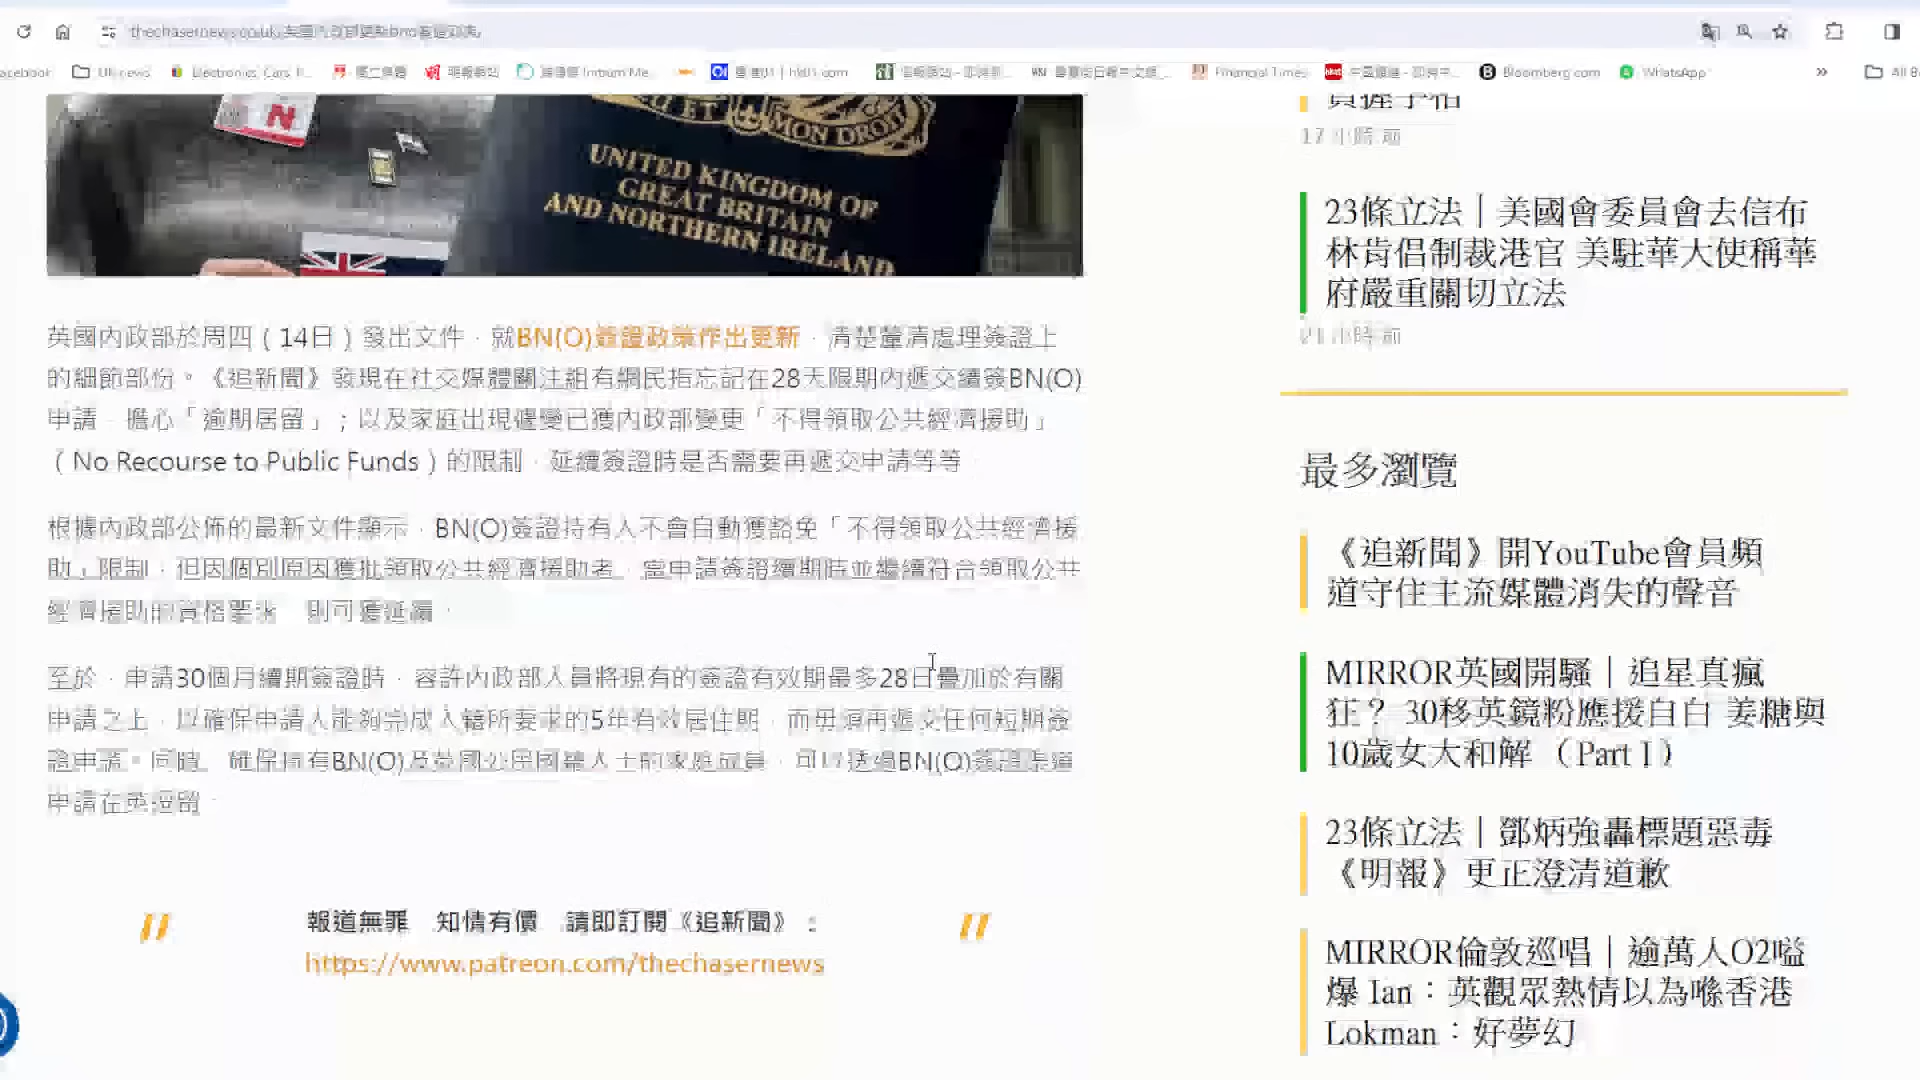 Electronics, Cars, F...
Financial Times
Bloomberg.com
WhatsApp
»
UNITED KINGDOM OF
GREAT BRITAIN
AND NORTHERN IRELAND
MON DROIT
英國內政部於周四（14日）發出文件，就BN(O)簽證政策作出更新，清楚釐清處理簽證上
的細節部份。《追新聞》發現在社交媒體關注組有網民指忘記在28天限期內遞交續簽BN(O)
申請，擔心「逾期居留」；以及家庭出現遽變已獲內政部變更「不得領取公共經濟援助」
（No Recourse to Public Funds）的限制，延續簽證時是否需要再遞交申請等等
根據內政部公佈的最新文件顯示，BN(O)簽證持有人不會自動獲豁免「不得領取公共經濟援
助」限制，但因個別原因獲批領取公共經濟援助者，當申請簽證續期時並繼續符合領取公共
經濟援助的資格要求，則可獲延續
至於，申請30個月續期簽證時，容許內政部人員將現有的簽證有效期最多28日疊加於有關
申請之上，以確保申請人能夠完成入籍所要求的5年有效居住期，而毋須再遞交任何短期簽
證申請。同時，確保持有BN(O)及英國公民國籍人士的家庭成員，可以透過BN(O)簽證渠道
申請在英逗留
〃 報道無罪 知情有價 請即訂閱《追新聞》： 〃
https://www.patreon.com/thechasernews
17 小時 前
23條立法｜美國會委員會去信布
林肯倡制裁港官 美駐華大使稱華
府嚴重關切立法
21 小時 前
最多瀏覽
《追新聞》開YouTube會員頻
道守住主流媒體消失的聲音
MIRROR英國開騷｜追星真瘋
狂？ 30移英鏡粉應援自白 姜糖與
10歲女大和解 （Part 1）
23條立法｜鄧炳強轟標題惡毒
《明報》更正澄清道歉
MIRROR倫敦巡唱｜逾萬人O2嗌
爆 Ian：英觀眾熱情以為喺香港
Lokman：好夢幻